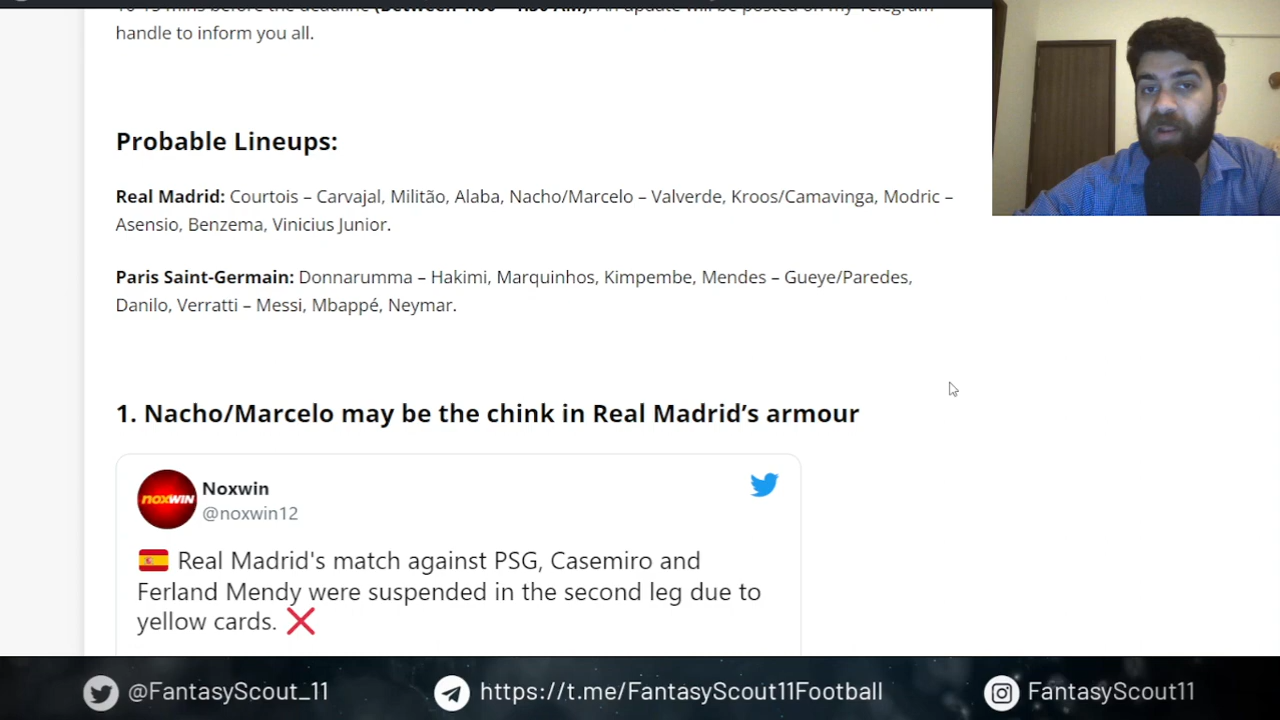 handle to inform you all.
Probable Lineups:
Real Madrid: Courtois – Carvajal, Militão, Alaba, Nacho/Marcelo – Valverde, Kroos/Camavinga, Modric –
Asensio, Benzema, Vinicius Junior.
Paris Saint-Germain: Donnarumma – Hakimi, Marquinhos, Kimpembe, Mendes – Gueye/Paredes,
Danilo, Verratti – Messi, Mbappé, Neymar.
1. Nacho/Marcelo may be the chink in Real Madrid’s armour
noxwin
Noxwin
@noxwin12
🇪🇸 Real Madrid's match against PSG, Casemiro and
Ferland Mendy were suspended in the second leg due to
yellow cards. ❌
@FantasyScout_11
https://t.me/FantasyScout11Football
FantasyScout11